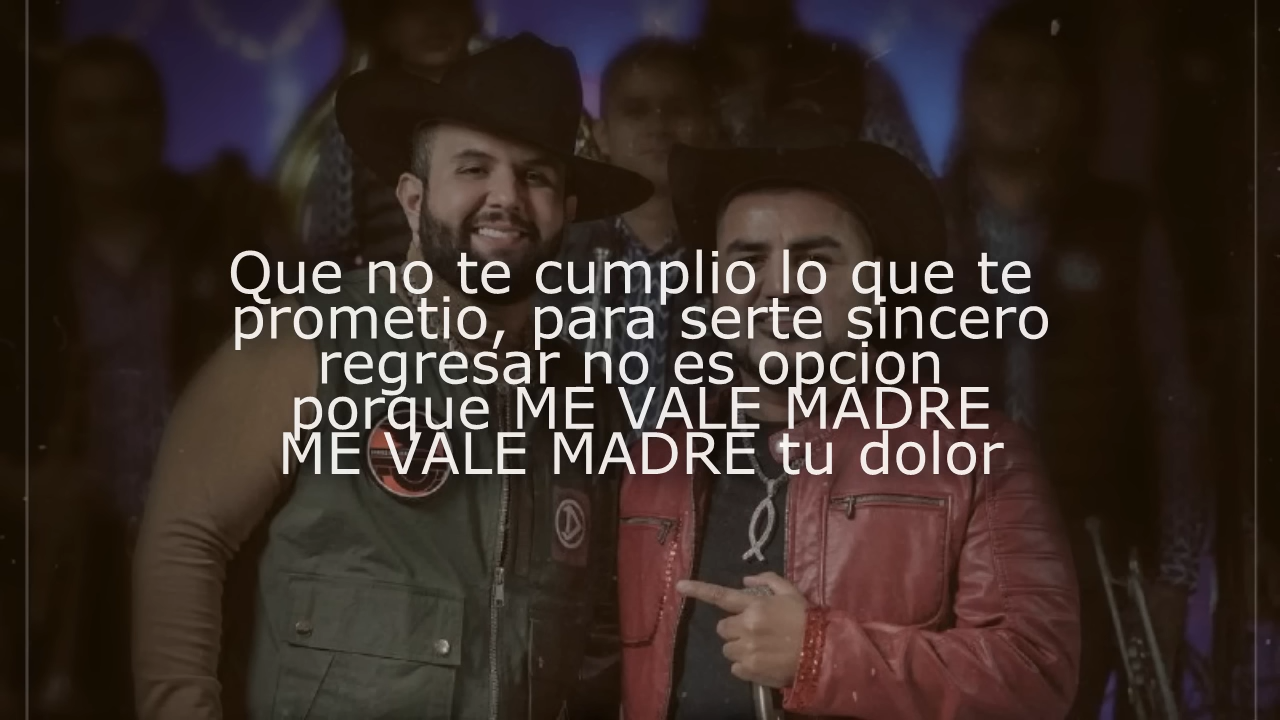 Que no te cumplio lo que te
prometio, para serte sincero
regresar no es opcion
porque ME VALE MADRE
ME VALE MADRE tu dolor